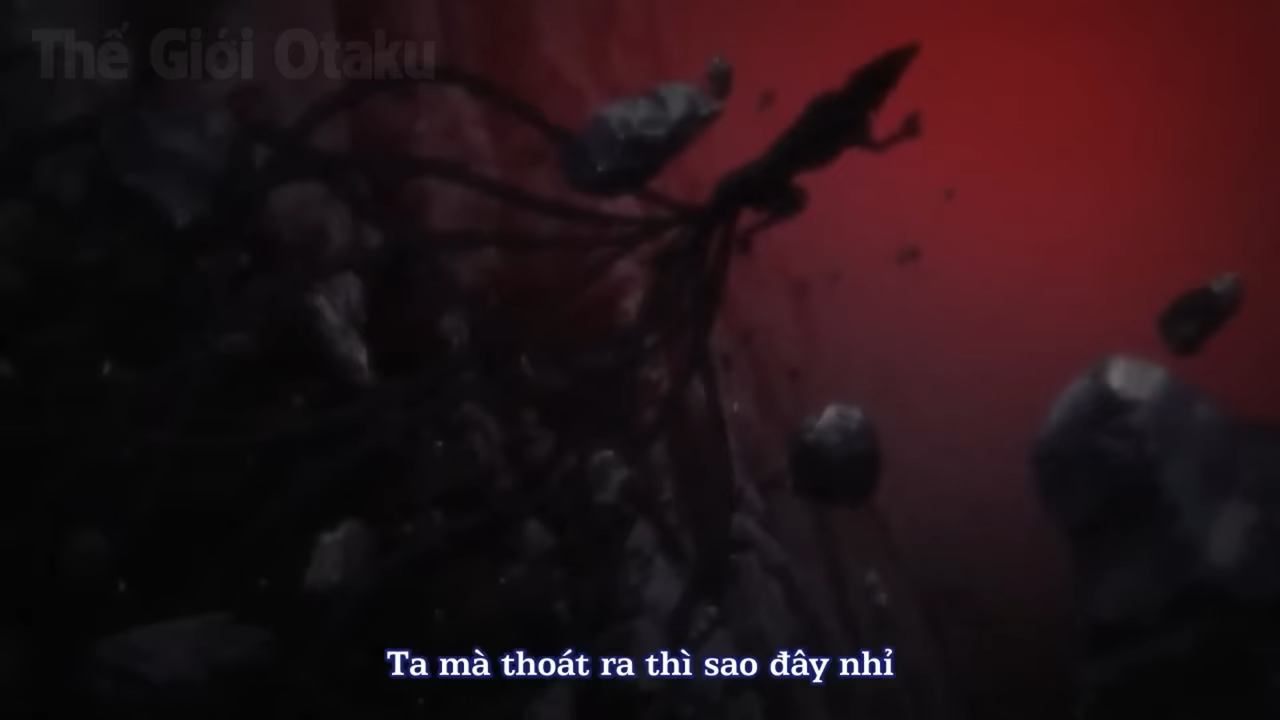 Thế Giới Otaku
Ta mà thoát ra thì sao đây nhỉ